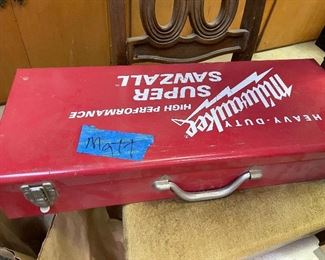 HEAVY-DUTY
Milwaukee
HIGH PERFORMANCE
SUPER
SAWZALL
Matt